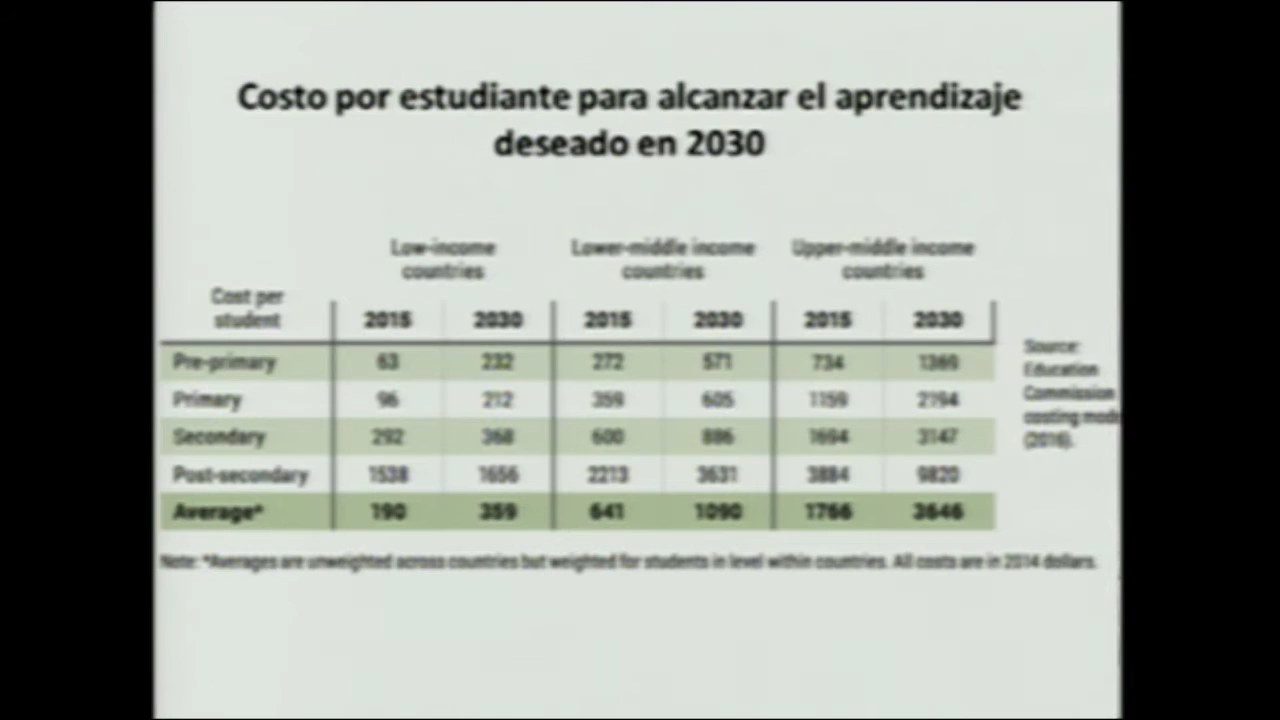 Costo por estudiante para alcanzar el aprendizaje
deseado en 2030
Low-income countries Lower-middle income countries Upper-middle income countries
Cost per student 2015 2030 2015 2030 2015 2030
Pre-primary 63 232 272 571 734 1369
Primary 96 212 359 605 1159 2194
Secondary 292 368 600 886 1694 3147
Post-secondary 1538 1656 2213 3631 3884 9820
Average* 190 359 641 1090 1766 3646
Source:
Education
Commission
costing mode
(2016).
Note: *Averages are unweighted across countries but weighted for students in level within countries. All costs are in 2014 dollars.